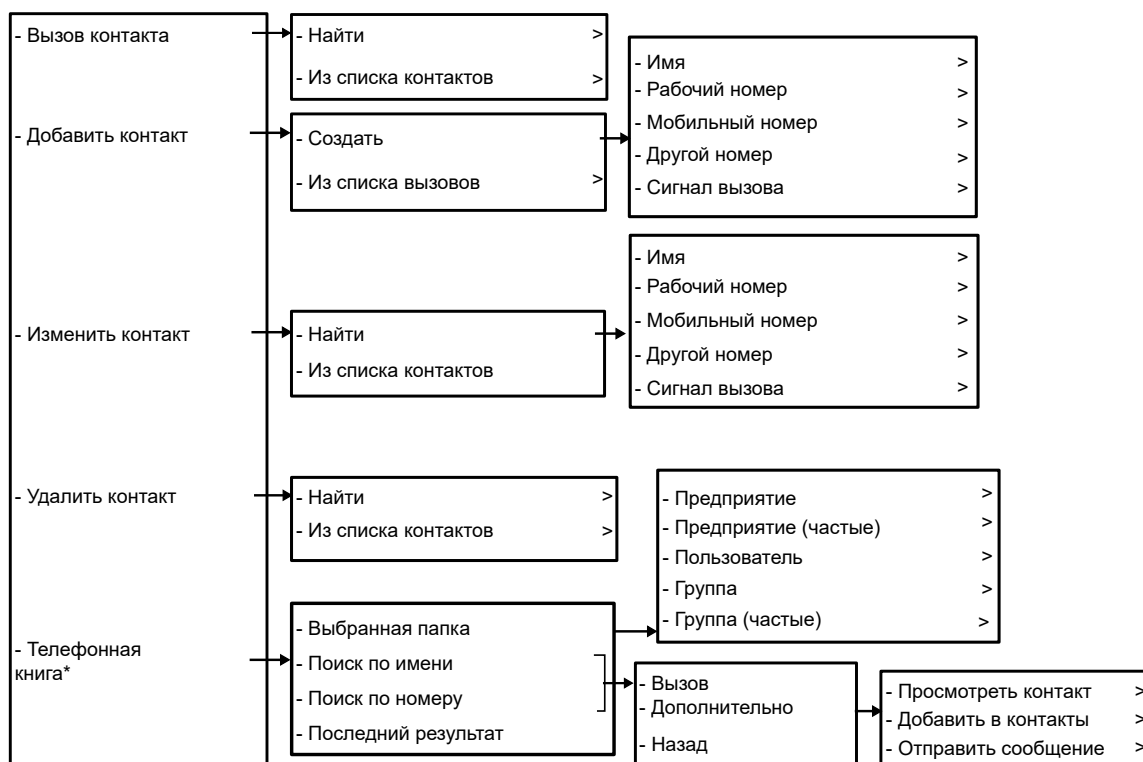 - Вызов контакта
- Найти >
- Из списка контактов >
- Добавить контакт
- Создать
- Из списка вызовов >
- Имя >
- Рабочий номер >
- Мобильный номер >
- Другой номер >
- Сигнал вызова >
- Изменить контакт
- Найти
- Из списка контактов
- Имя >
- Рабочий номер >
- Мобильный номер >
- Другой номер >
- Сигнал вызова >
- Удалить контакт
- Найти >
- Из списка контактов >
- Телефонная
книга*
- Выбранная папка
- Поиск по имени
- Поиск по номеру
- Последний результат
- Предприятие >
- Предприятие (частые) >
- Пользователь >
- Группа >
- Группа (частые) >
- Вызов
- Дополнительно
- Назад
- Просмотреть контакт >
- Добавить в контакты >
- Отправить сообщение >